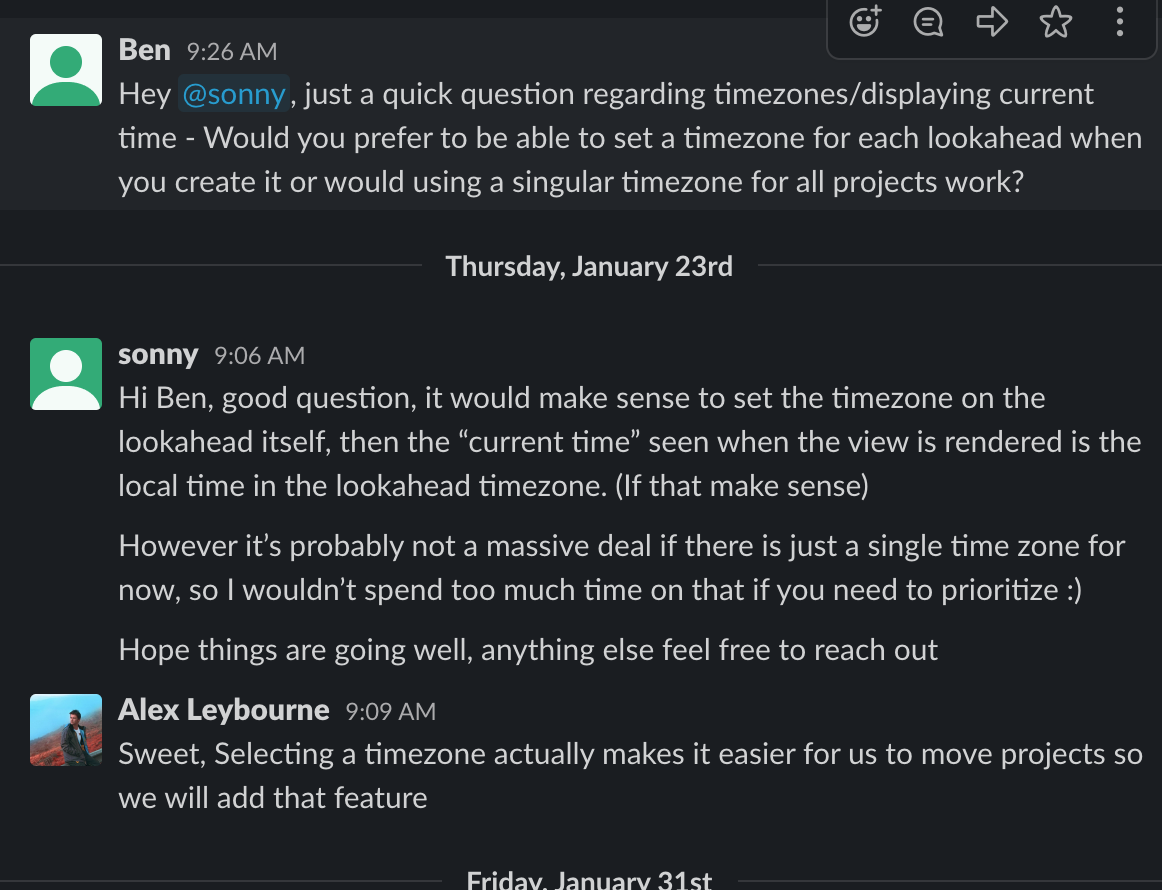 Ben 9:26 AM
Hey @sonny, just a quick question regarding timezones/displaying current
time - Would you prefer to be able to set a timezone for each lookahead when
you create it or would using a singular timezone for all projects work?
Thursday, January 23rd
sonny 9:06 AM
Hi Ben, good question, it would make sense to set the timezone on the
lookahead itself, then the “current time” seen when the view is rendered is the
local time in the lookahead timezone. (If that make sense)
However it’s probably not a massive deal if there is just a single time zone for
now, so I wouldn’t spend too much time on that if you need to prioritize :)
Hope things are going well, anything else feel free to reach out
Alex Leybourne 9:09 AM
Sweet, Selecting a timezone actually makes it easier for us to move projects so
we will add that feature
Friday, January 31st